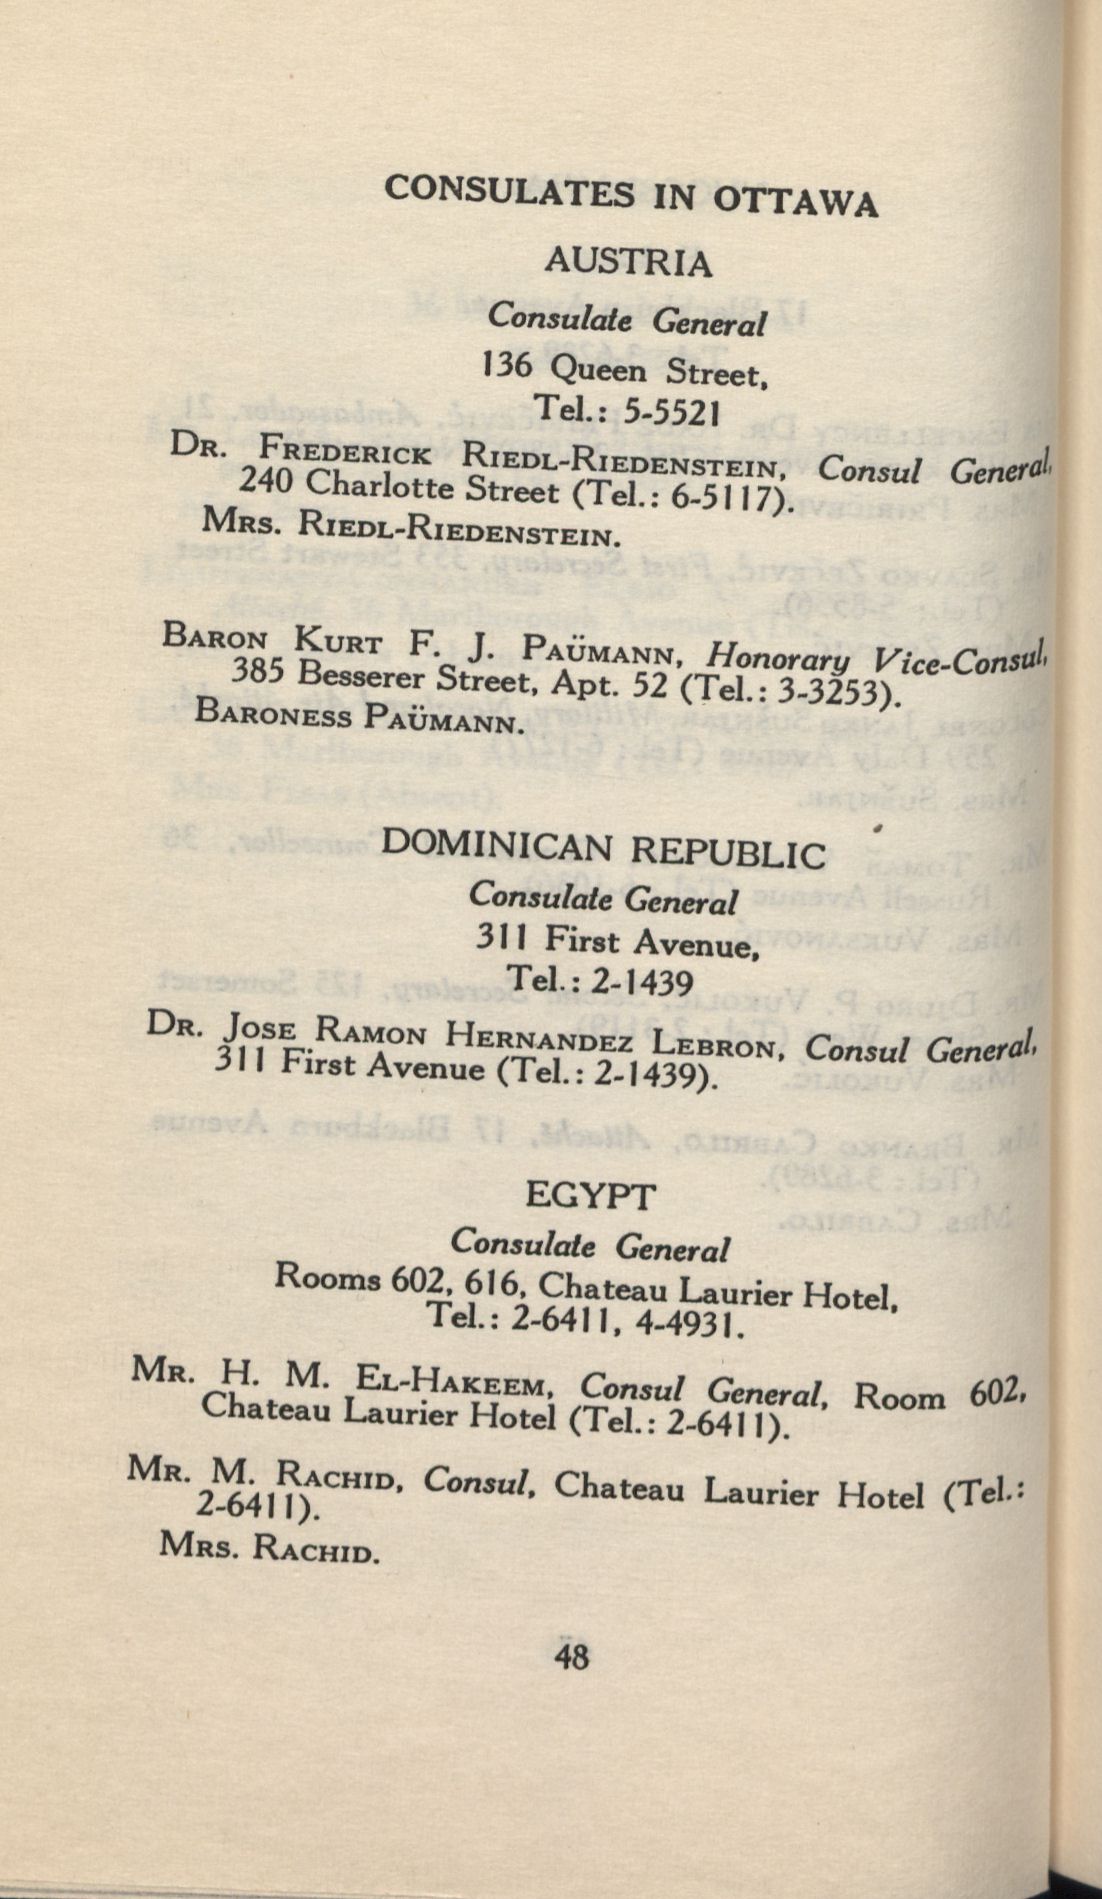 CONSULATES IN OTTAWA
AUSTRIA
Consulate General
136 Queen Street,
Tel.: 5-5521
DR. FREDERICK RIEDL-RIEDENSTEIN, Consul General,
240 Charlotte Street (Tel.: 6-5117).
MRS. RIEDL-RIEDENSTEIN.
BARON KURT F. J. PAÜMANN, Honorary Vice-Consul,
385 Besserer Street, Apt. 52 (Tel.: 3-3253).
BARONESS PAÜMANN.
DOMINICAN REPUBLIC
Consulate General
311 First Avenue,
Tel.: 2-1439
DR. JOSE RAMON HERNANDEZ LEBRON, Consul General,
311 First Avenue (Tel.: 2-1439).
EGYPT
Consulate General
Rooms 602, 616, Chateau Laurier Hotel,
Tel.: 2-6411, 4-4931.
MR. H. M. EL-HAKEEM, Consul General, Room 602,
Chateau Laurier Hotel (Tel.: 2-6411).
MR. M. RACHID, Consul, Chateau Laurier Hotel (Tel.:
2-6411).
MRS. RACHID.
48